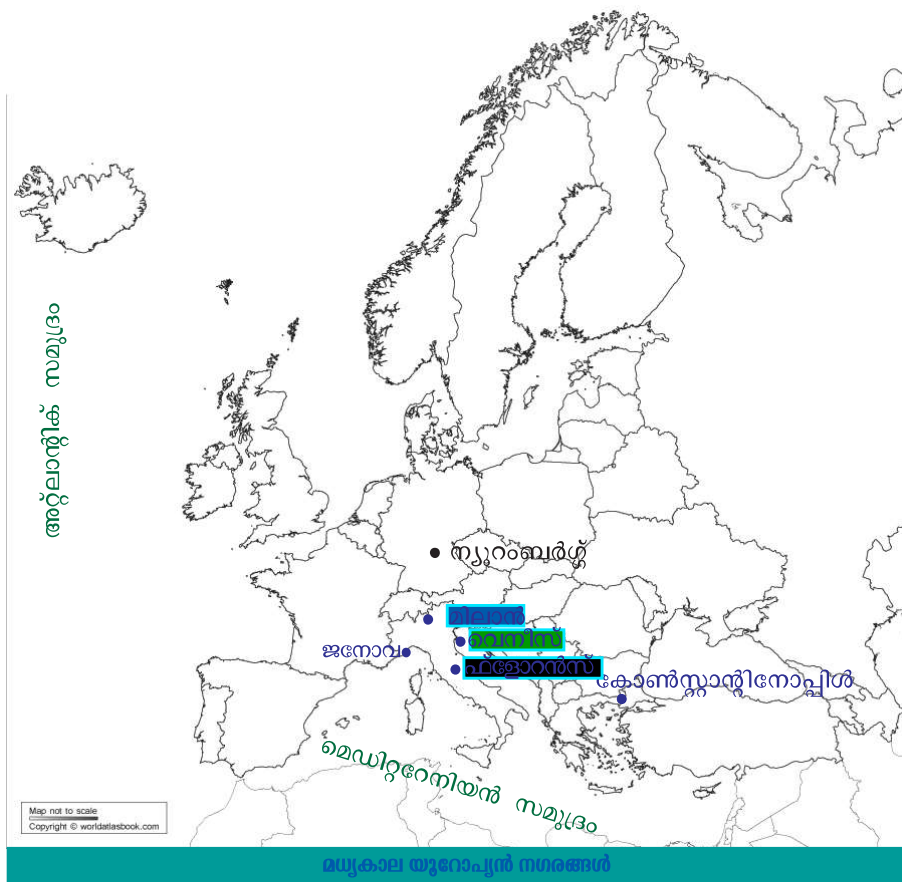 അറ്റ്ലാന്റിക് സമുദ്രം
ന്യൂറംബർഗ്ഗ്
മിലാൻ
വെനീസ്
ജനോവ
ഫ്ളോറൻസ്
കോൺസ്റ്റാന്റിനോപ്പിൾ
മെഡിറ്ററേനിയൻ സമുദ്രം
Map not to scale
Copyright © worldatlasbook.com
മധ്യകാല യൂറോപ്യൻ നഗരങ്ങൾ